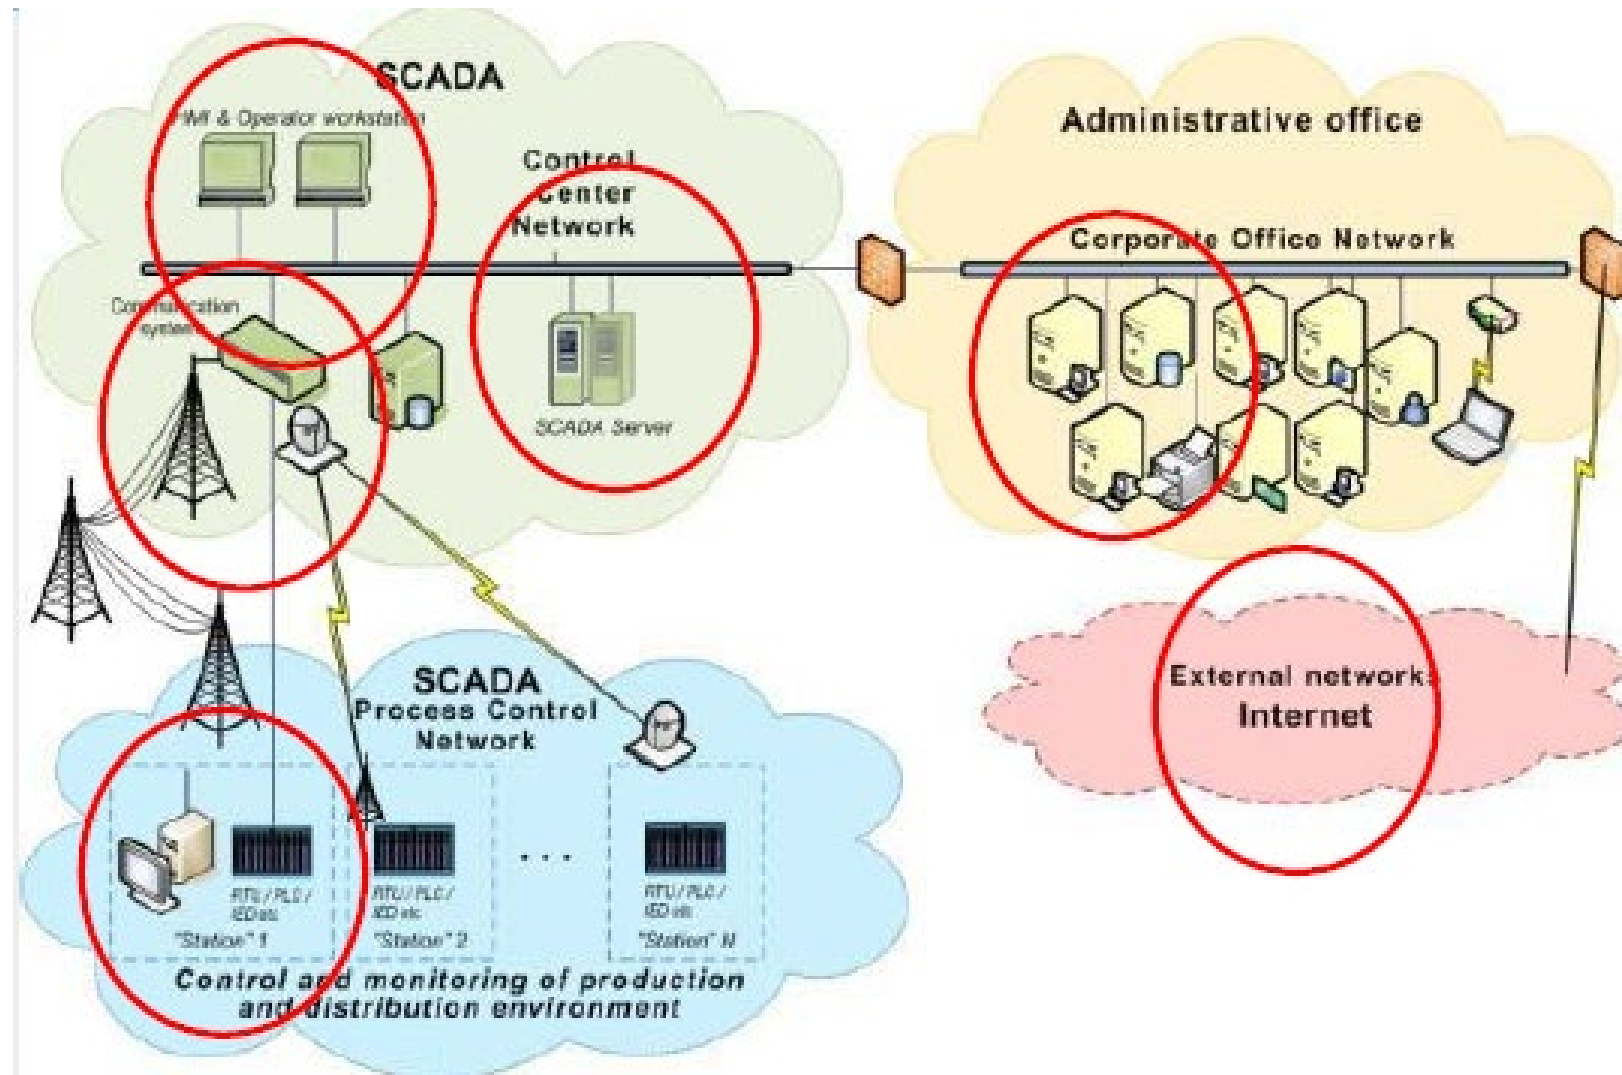 SCADA
HMI & Operator workstation
Control
Center
Network
Communication
system
SCADA Server
Administrative office
Corporate Office Network
External networks
Internet
SCADA
Process Control
Network
RTU / PLC /
IED etc
"Station" 1
RTU / PLC /
IED etc
"Station" 2
. . .
RTU / PLC /
IED etc
"Station" N
Control and monitoring of production
and distribution environment